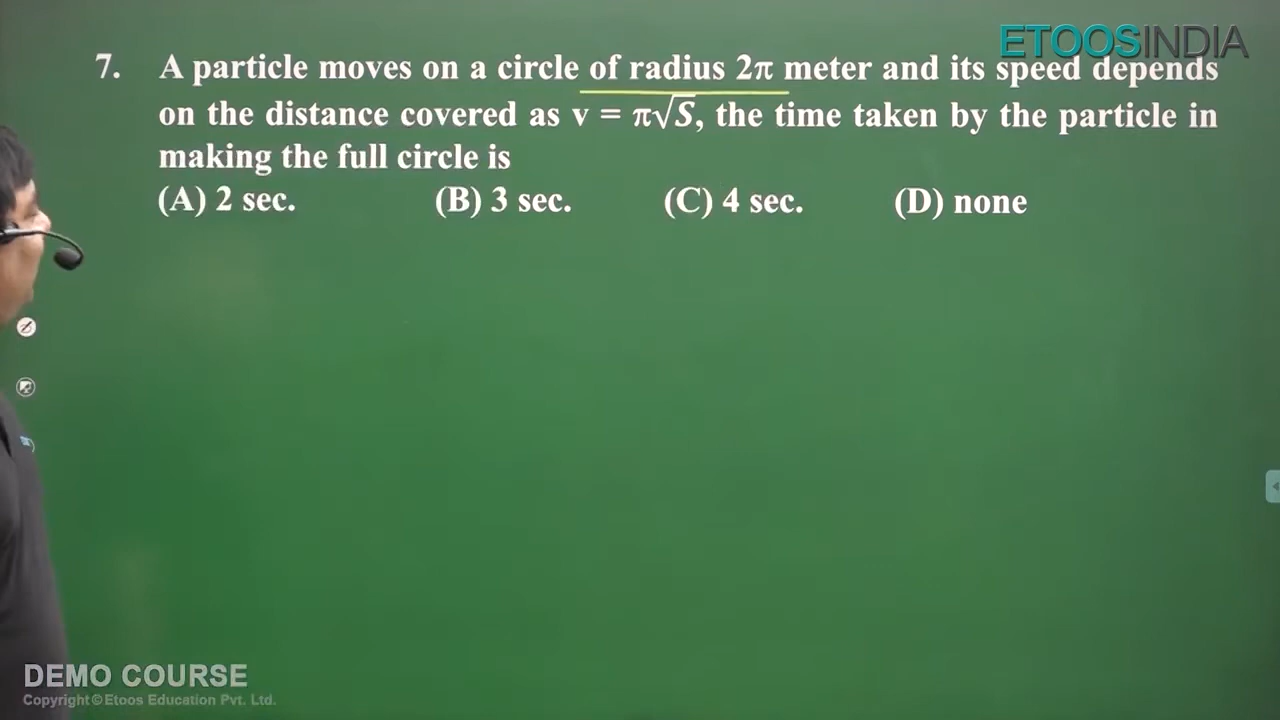 ETOOSINDIA
7. A particle moves on a circle of radius 2π meter and its speed depends
on the distance covered as v = π√S, the time taken by the particle in
making the full circle is
(A) 2 sec. (B) 3 sec. (C) 4 sec. (D) none
DEMO COURSE
Copyright © Etoos Education Pvt. Ltd.